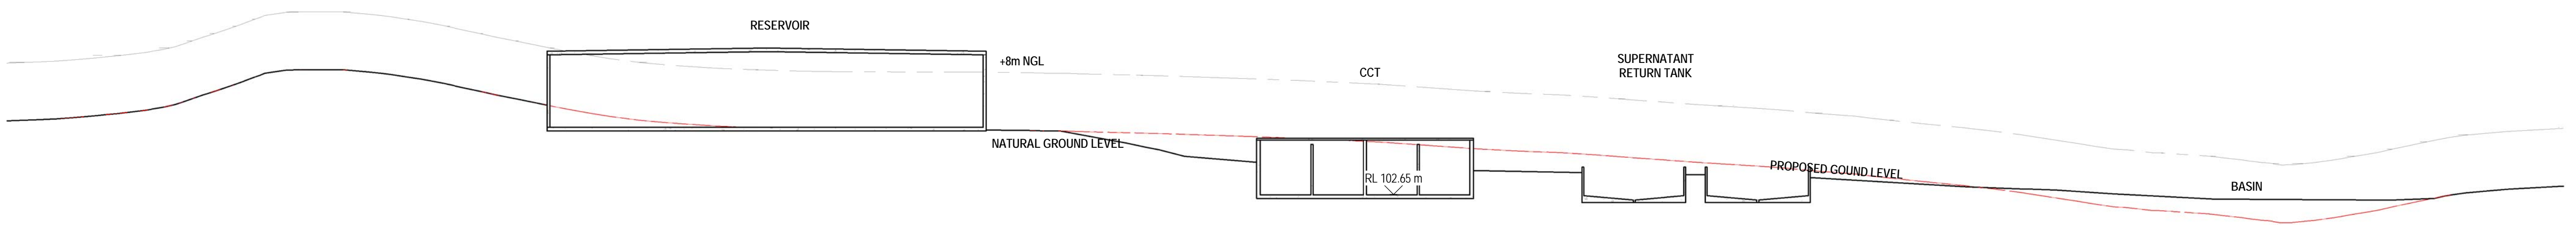 RESERVOIR
+8m NGL
CCT
SUPERNATANT
RETURN TANK
NATURAL GROUND LEVEL
RL 102.65 m
PROPOSED GOUND LEVEL
BASIN